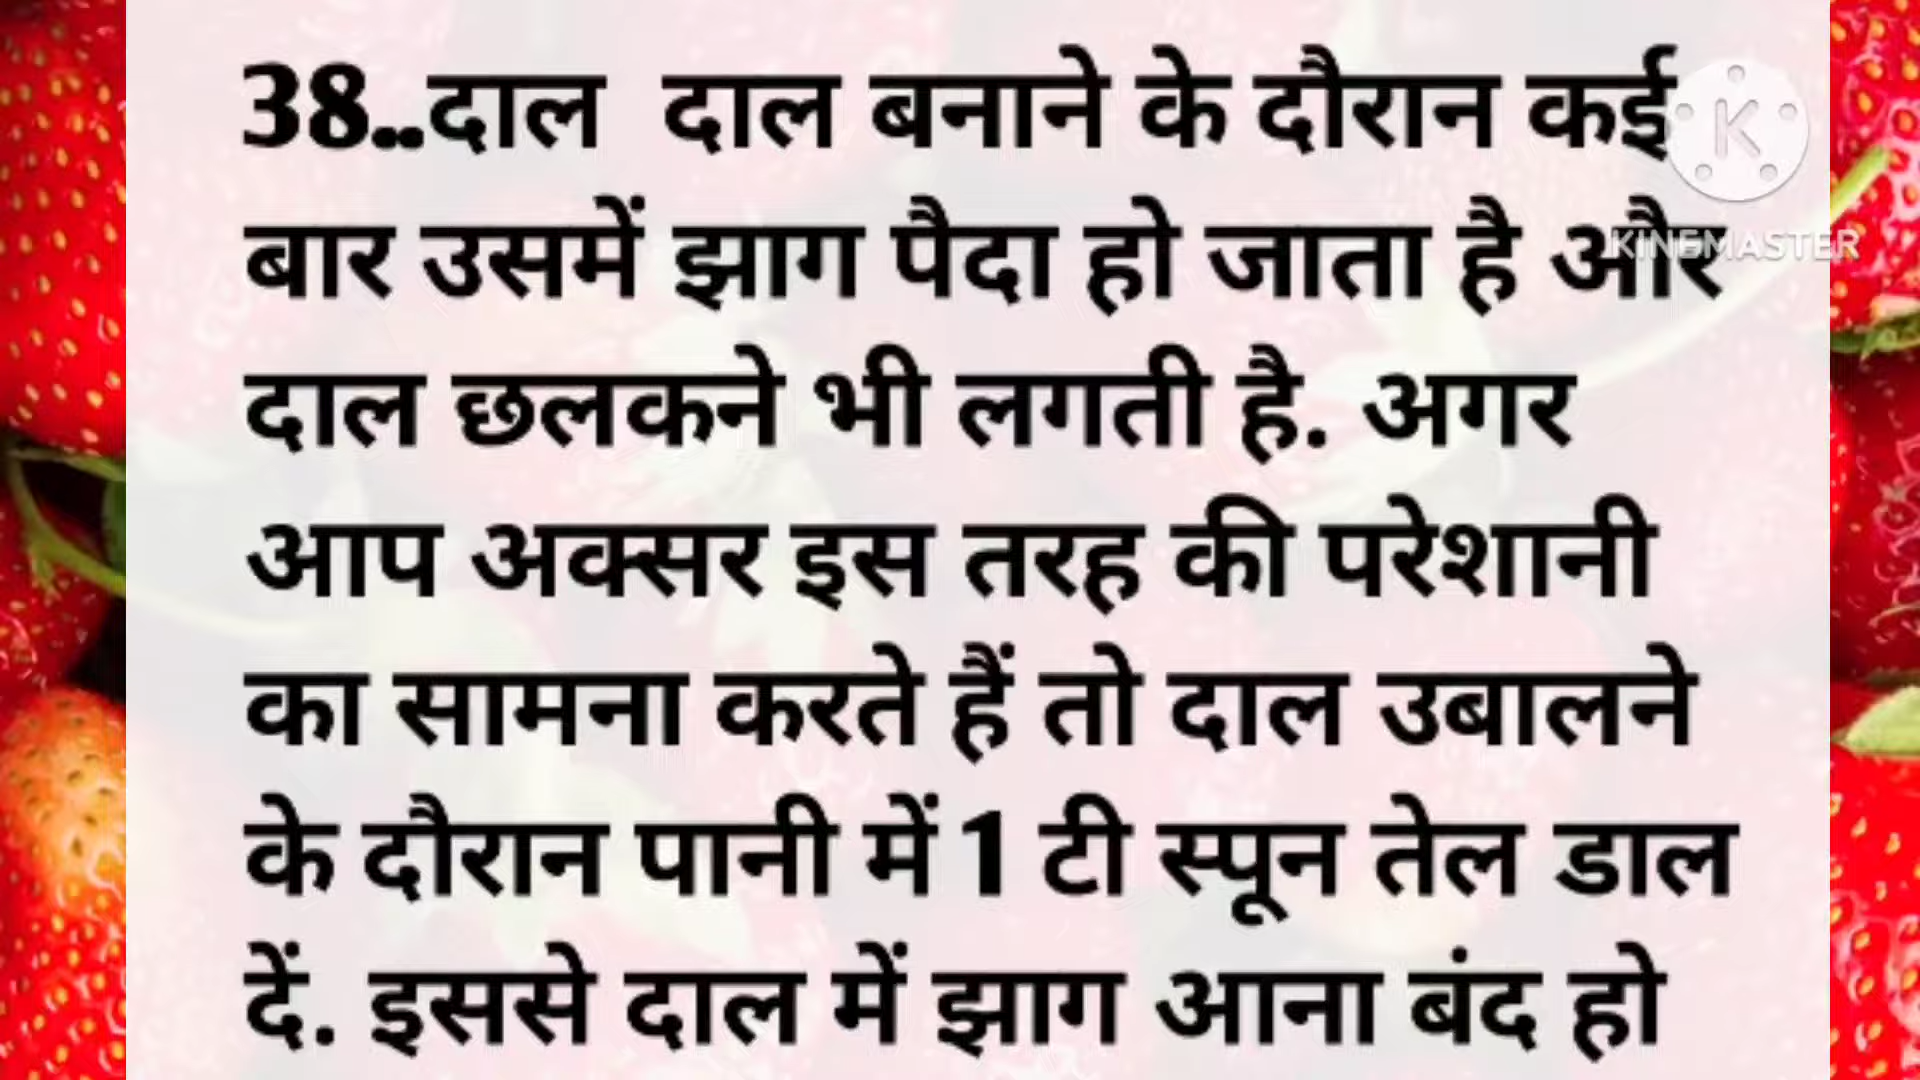 38..दाल दाल बनाने के दौरान कई
बार उसमें झाग पैदा हो जाता है और
दाल छलकने भी लगती है. अगर
आप अक्सर इस तरह की परेशानी
का सामना करते हैं तो दाल उबालने
के दौरान पानी में 1 टी स्पून तेल डाल
दें. इससे दाल में झाग आना बंद हो
K
KINEMASTER